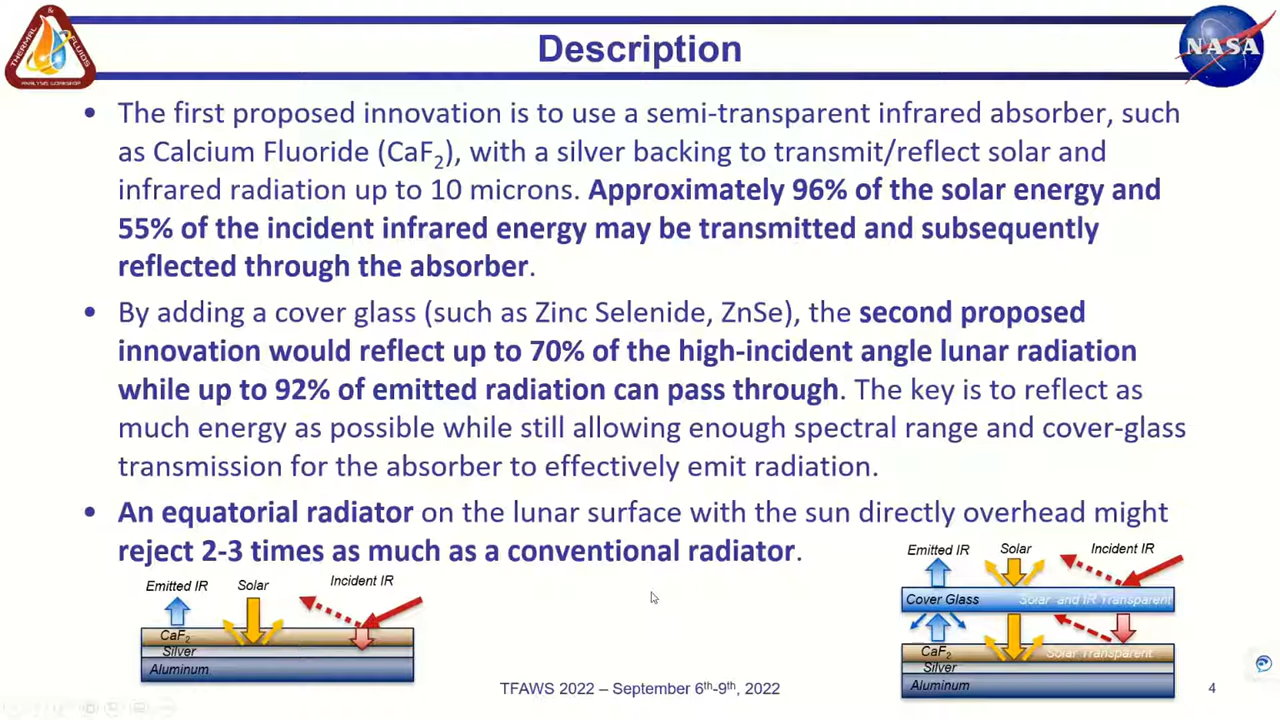 THERMAL & FLUIDS
ANALYSIS WORKSHOP
Description
NASA
• The first proposed innovation is to use a semi-transparent infrared absorber, such
as Calcium Fluoride (CaF2), with a silver backing to transmit/reflect solar and
infrared radiation up to 10 microns. Approximately 96% of the solar energy and
55% of the incident infrared energy may be transmitted and subsequently
reflected through the absorber.
• By adding a cover glass (such as Zinc Selenide, ZnSe), the second proposed
innovation would reflect up to 70% of the high-incident angle lunar radiation
while up to 92% of emitted radiation can pass through. The key is to reflect as
much energy as possible while still allowing enough spectral range and cover-glass
transmission for the absorber to effectively emit radiation.
• An equatorial radiator on the lunar surface with the sun directly overhead might
reject 2-3 times as much as a conventional radiator.
Emitted IR Solar Incident IR
CaF2
Silver
Aluminum
Emitted IR Solar Incident IR
Cover Glass Solar and IR Transparent
CaF2 Solar Transparent
Silver
Aluminum
TFAWS 2022 – September 6th-9th, 2022 4